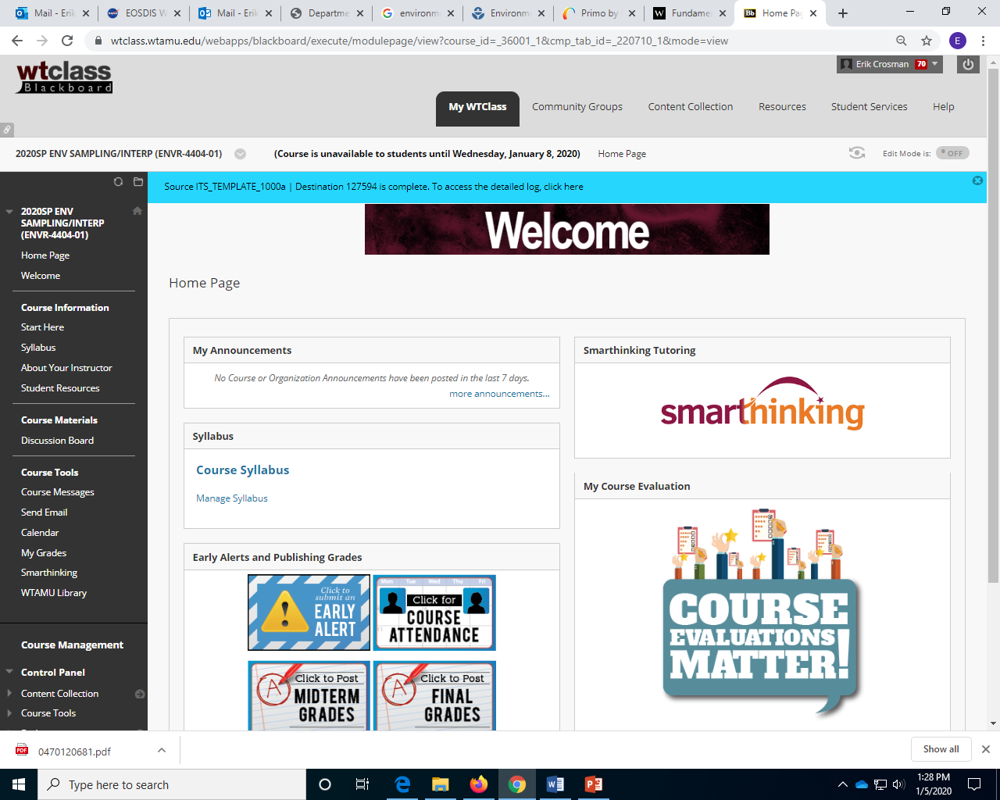 Mail - Erik
EOSDIS W
Mail - Erik
Departme
environm
Environm
Primo by
Fundame
Home Pag
wtclass.wtamu.edu/webapps/blackboard/execute/modulepage/view?course_id=_36001_1&cmp_tab_id=_220710_1&mode=view
E
wtclass
Blackboard
Erik Crosman 70
My WTClass
Community Groups
Content Collection
Resources
Student Services
Help
2020SP ENV SAMPLING/INTERP (ENVR-4404-01)
(Course is unavailable to students until Wednesday, January 8, 2020)
Home Page
Edit Mode is: OFF
Source ITS_TEMPLATE_1000a | Destination 127594 is complete. To access the detailed log, click here
2020SP ENV
SAMPLING/INTERP
(ENVR-4404-01)
Home Page
Welcome
Course Information
Start Here
Syllabus
About Your Instructor
Student Resources
Course Materials
Discussion Board
Course Tools
Course Messages
Send Email
Calendar
My Grades
Smarthinking
WTAMU Library
Course Management
Control Panel
Content Collection
Course Tools
Welcome
Home Page
My Announcements
No Course or Organization Announcements have been posted in the last 7 days.
more announcements...
Syllabus
Course Syllabus
Manage Syllabus
Early Alerts and Publishing Grades
Click to
submit an
EARLY
ALERT
Mon Tue Wed Thu Fri
Click for
COURSE
ATTENDANCE
A
Click to Post
MIDTERM
GRADES
A
Click to Post
FINAL
GRADES
Smarthinking Tutoring
smarthinking
My Course Evaluation
COURSE
EVALUATIONS
MATTER!
PDF
0470120681.pdf
Show all
Type here to search
1:28 PM
1/5/2020